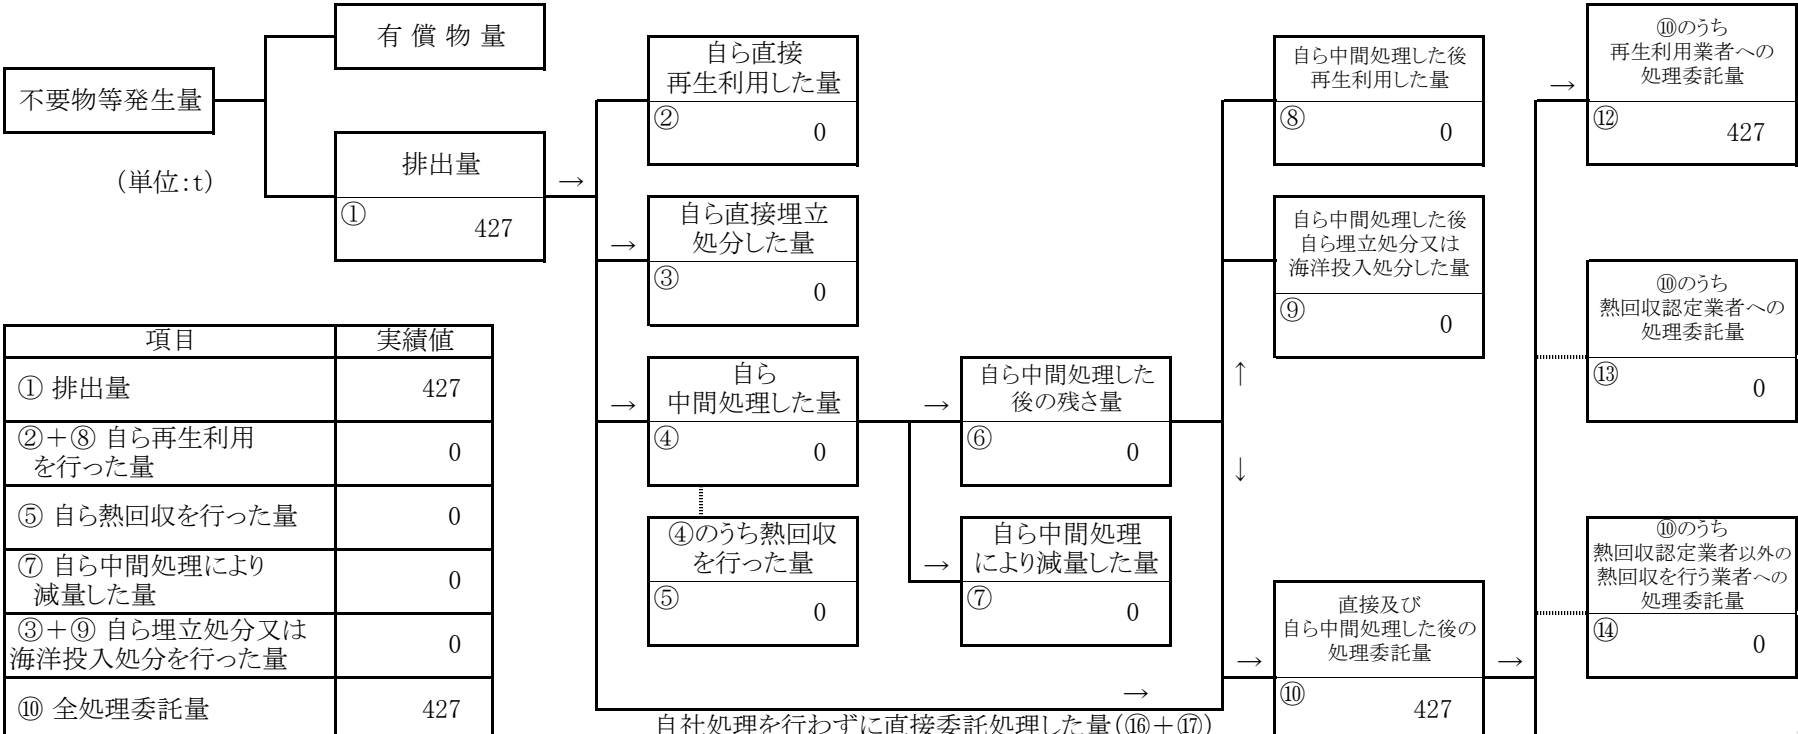 有 償 物 量
不要物等発生量
(単位:t)
排出量
①
427
→
自ら直接
再生利用した量
②
0
→
自ら直接埋立
処分した量
③
0
→
自ら
中間処理した量
④
0
④のうち熱回収
を行った量
⑤
0
→
自ら中間処理した
後の残さ量
⑥
0
→
自ら中間処理
により減量した量
⑦
0
自ら中間処理した後
再生利用した量
⑧
0
自ら中間処理した後
自ら埋立処分又は
海洋投入処分した量
⑨
0
↑
↓
→
自社処理を行わずに直接委託処理した量(⑯+⑰)
→
直接及び
自ら中間処理した後の
処理委託量
⑩
427
→
→
⑩のうち
再生利用業者への
処理委託量
⑫
427
⑩のうち
熱回収認定業者への
処理委託量
⑬
0
⑩のうち
熱回収認定業者以外の
熱回収を行う業者への
処理委託量
⑭
0
項目 実績値
① 排出量 427
②+⑧ 自ら再生利用
を行った量 0
⑤ 自ら熱回収を行った量 0
⑦ 自ら中間処理により
減量した量 0
③+⑨ 自ら埋立処分又は
海洋投入処分を行った量 0
⑩ 全処理委託量 427